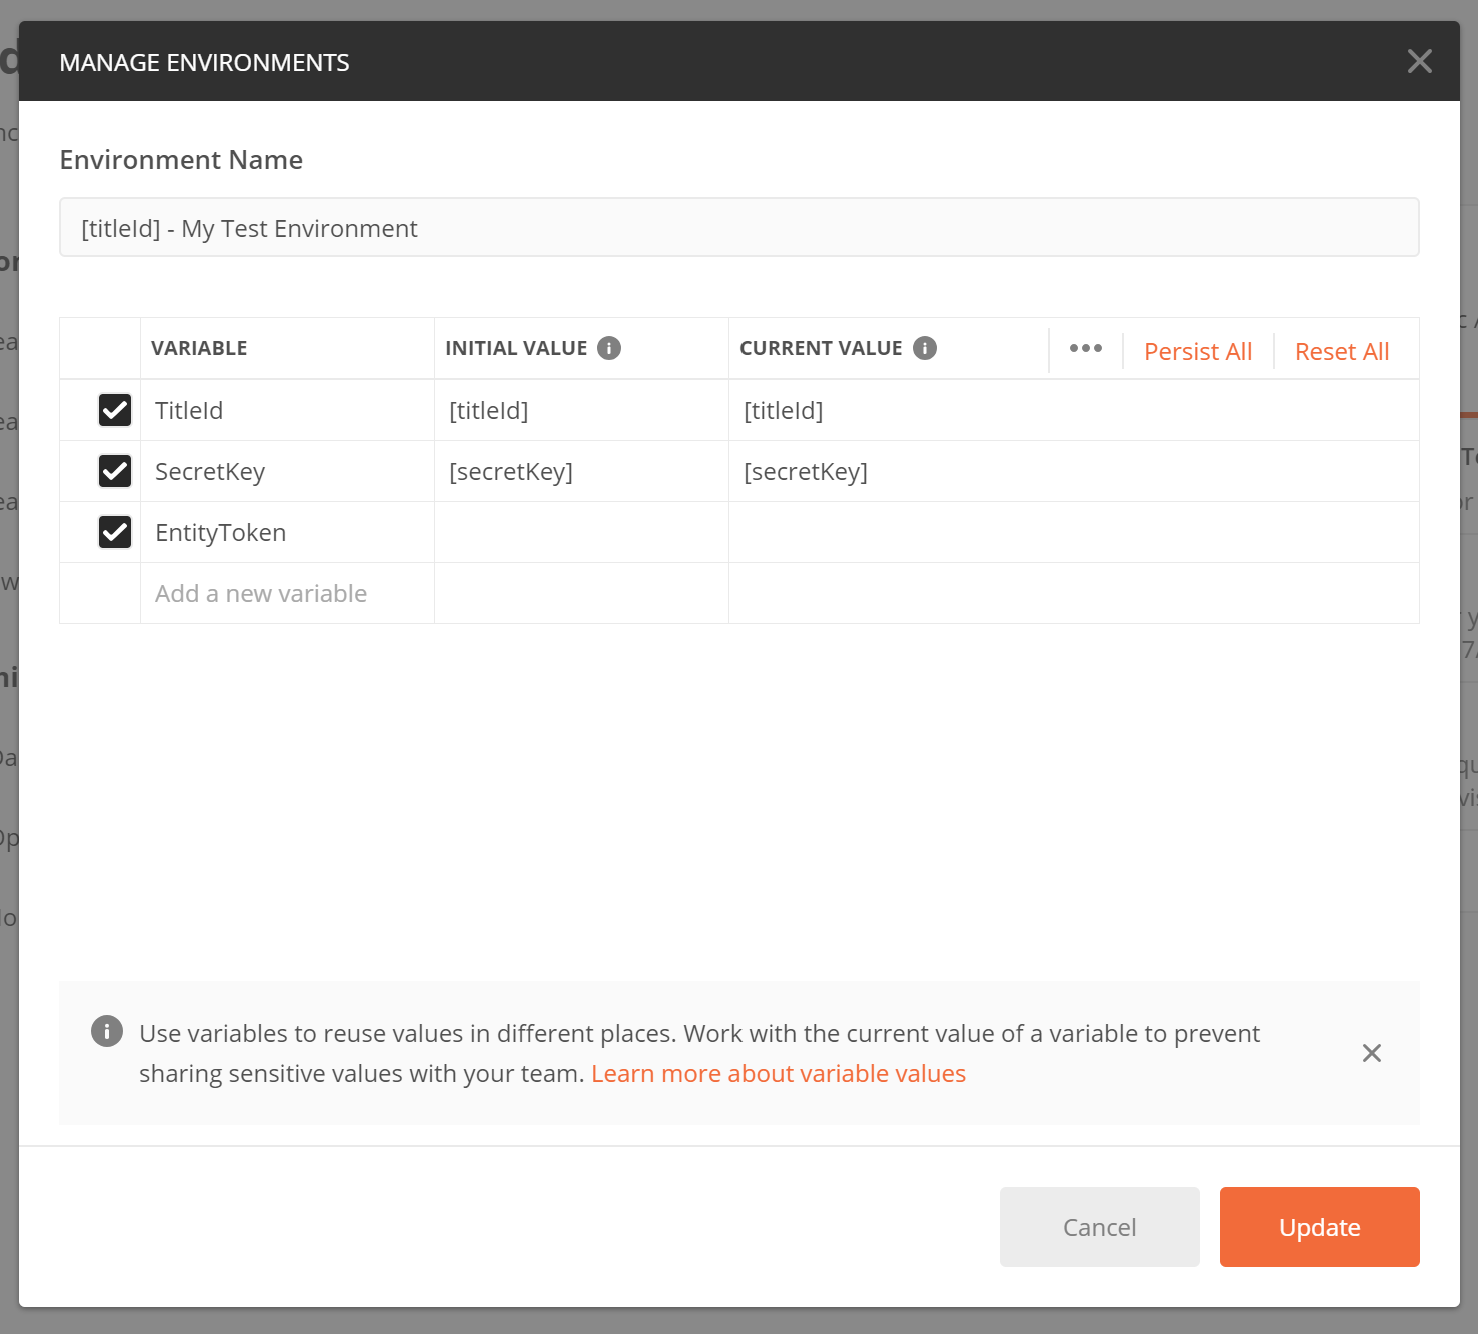 MANAGE ENVIRONMENTS
Environment Name
[titleId] - My Test Environment
VARIABLE INITIAL VALUE CURRENT VALUE Persist All Reset All
TitleId [titleId] [titleId]
SecretKey [secretKey] [secretKey]
EntityToken
Add a new variable
Use variables to reuse values in different places. Work with the current value of a variable to prevent
sharing sensitive values with your team. Learn more about variable values
Cancel Update